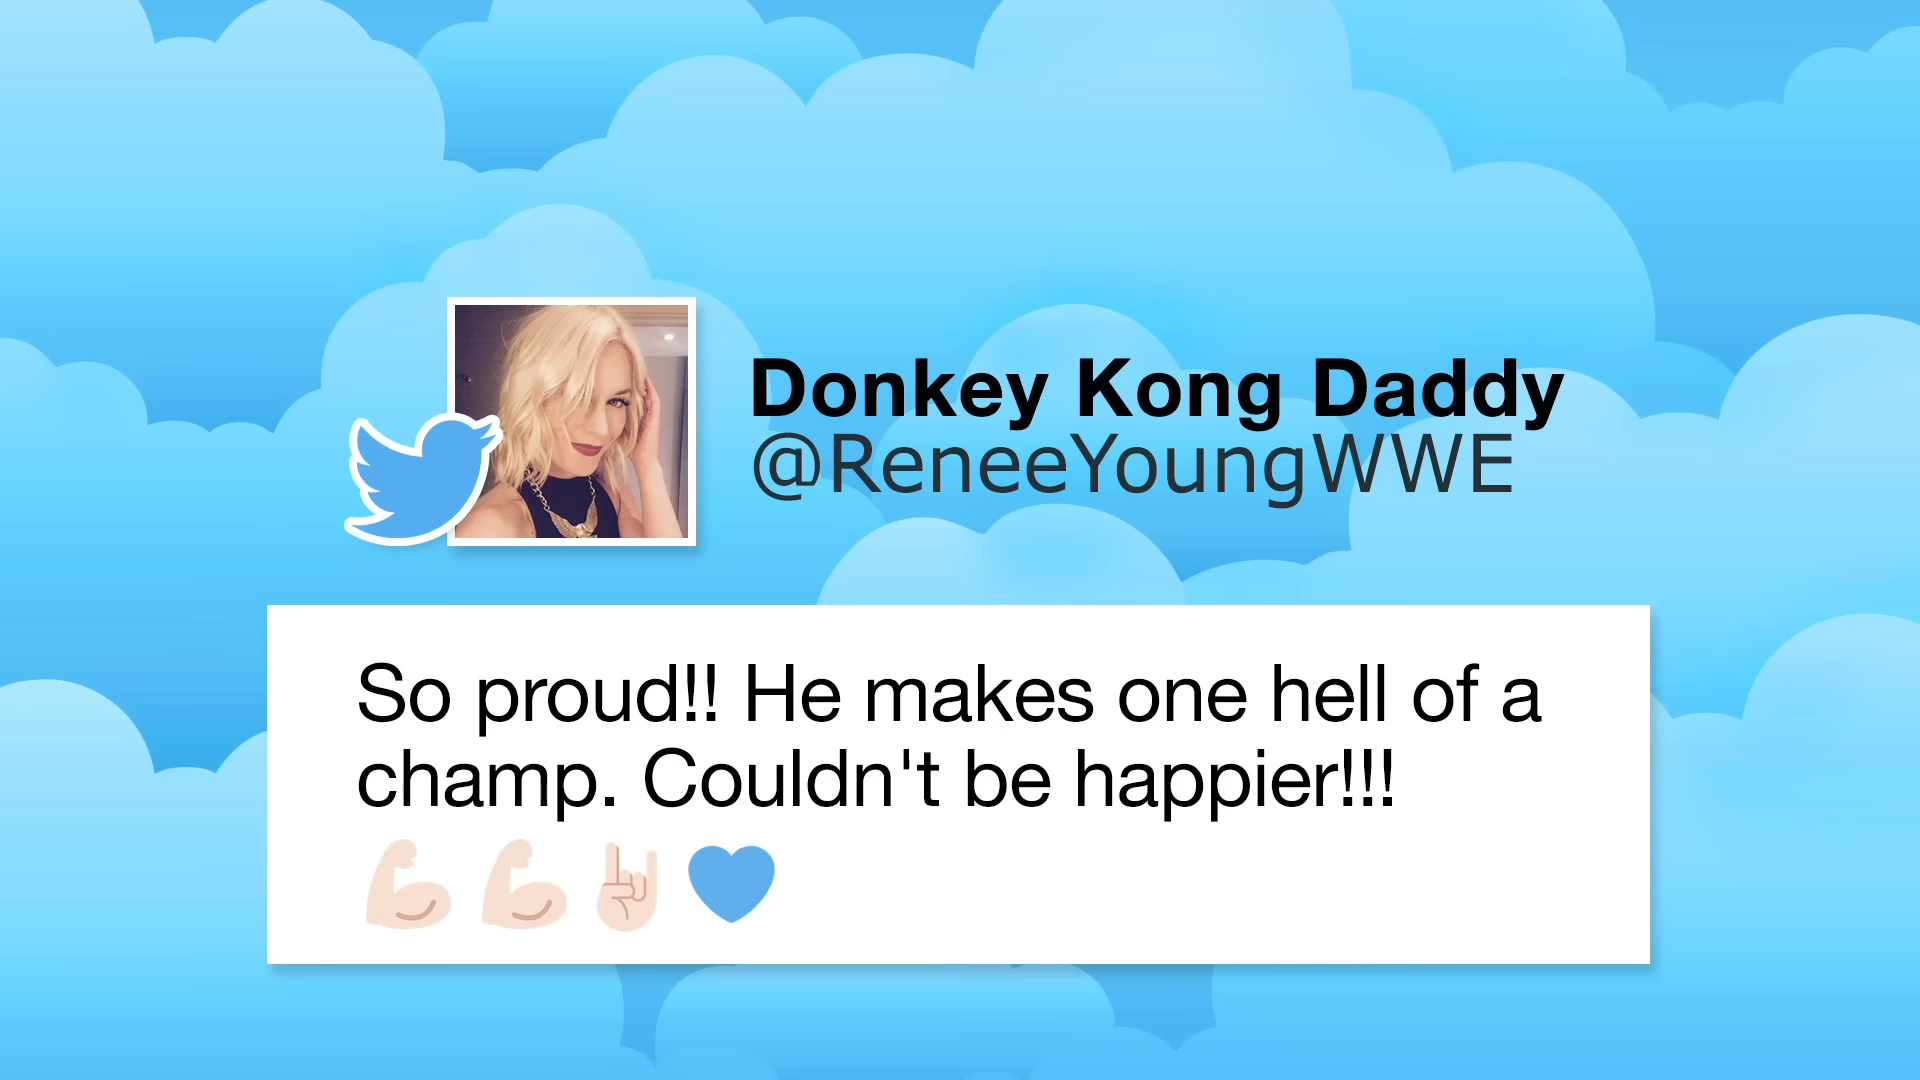 Donkey Kong Daddy
@ReneeYoungWWE
So proud!! He makes one hell of a
champ. Couldn't be happier!!!
💪🏻💪🏻🤘🏻💙